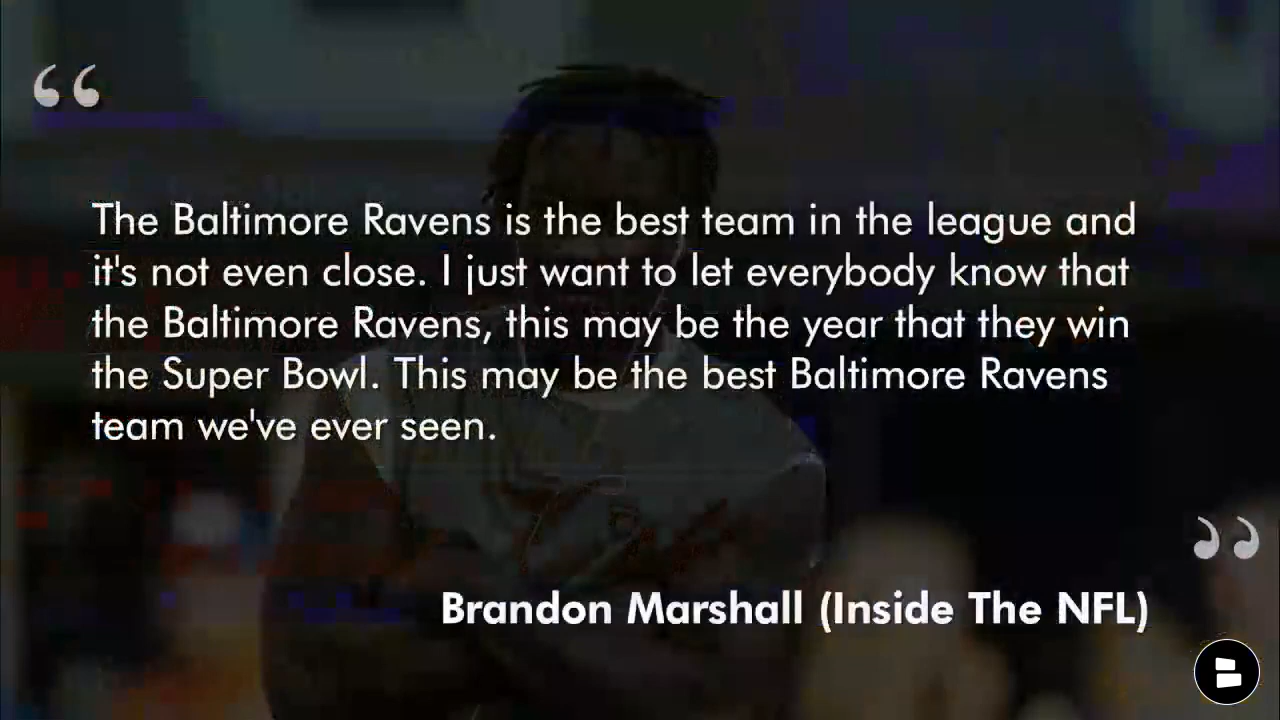 “
The Baltimore Ravens is the best team in the league and
it's not even close. I just want to let everybody know that
the Baltimore Ravens, this may be the year that they win
the Super Bowl. This may be the best Baltimore Ravens
team we've ever seen.
”
Brandon Marshall (Inside The NFL)